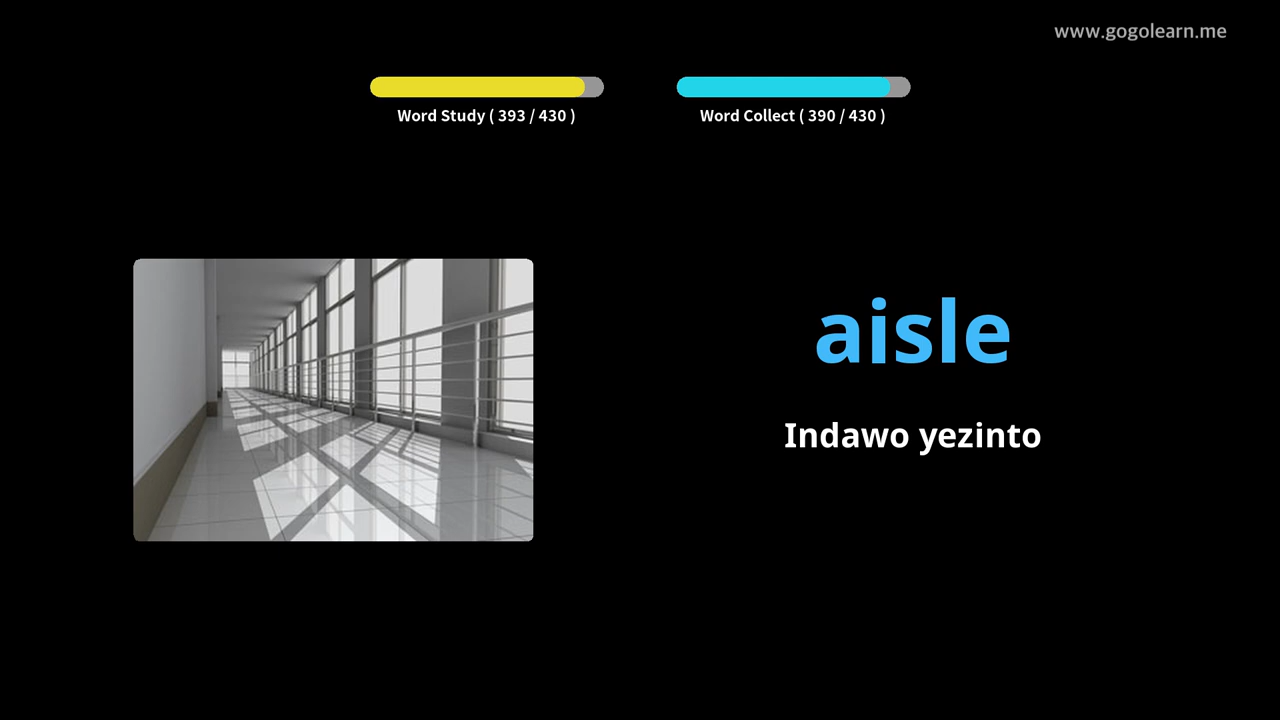 www.gogolearn.me
Word Study ( 393 / 430 )
Word Collect ( 390 / 430 )
aisle
Indawo yezinto